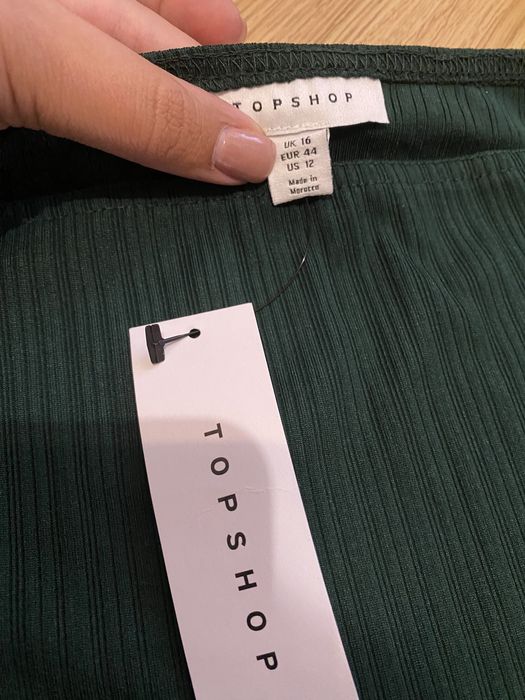 TOPSHOP
UK 16
EUR 44
US 12
Made in
Morocco
TOPSHOP